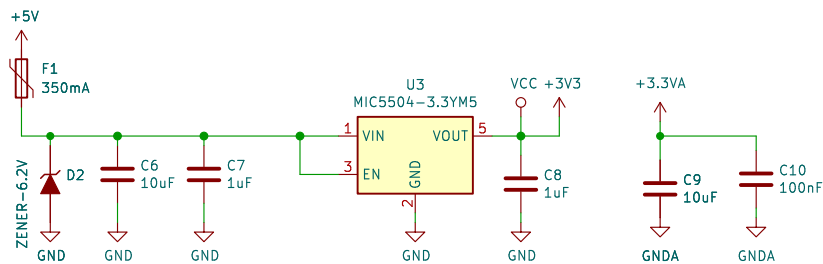 +5V
F1
350mA
ZENER-6.2V
D2
GND
C6
10uF
GND
C7
1uF
GND
U3
MIC5504-3.3YM5
1
VIN
3
EN
VOUT
5
GND
2
GND
VCC
+3V3
C8
1uF
GND
+3.3VA
C9
10uF
GNDA
C10
100nF
GNDA